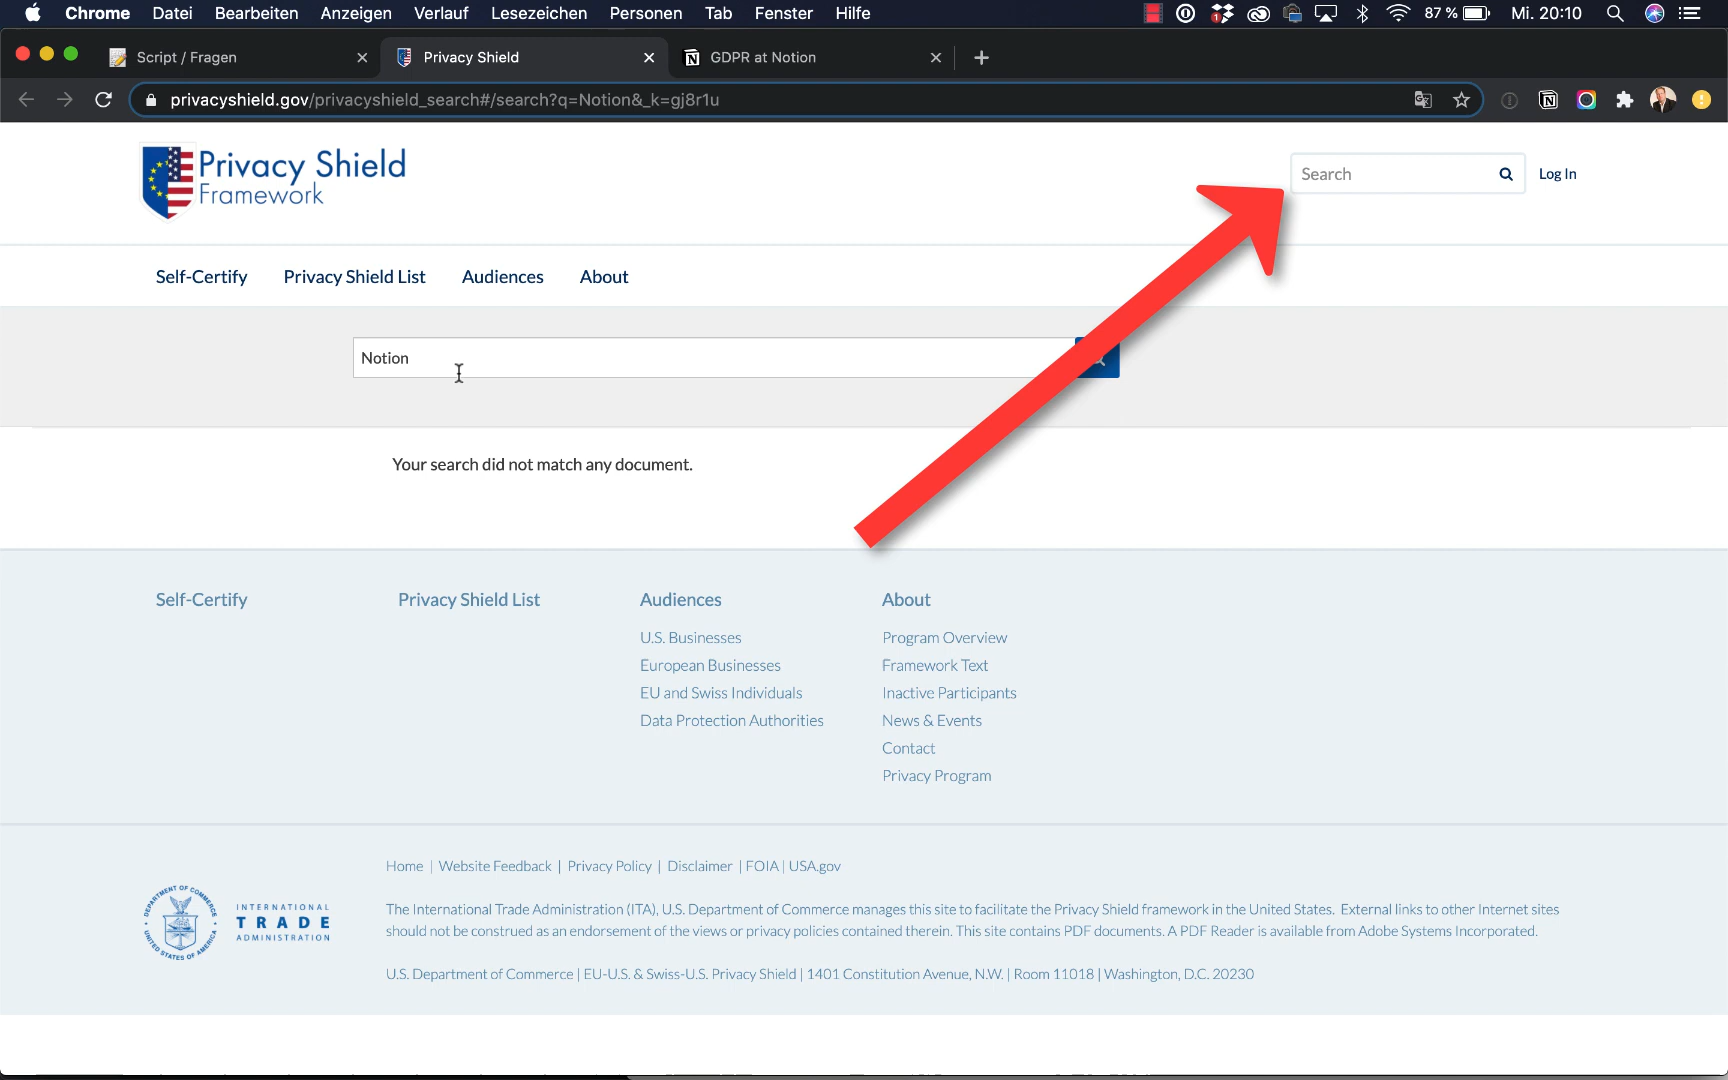 Chrome Datei Bearbeiten Anzeigen Verlauf Lesezeichen Personen Tab Fenster Hilfe 87 % Mi. 20:10
Script / Fragen
Privacy Shield
GDPR at Notion
privacyshield.gov/privacyshield_search#/search?q=Notion&_k=gj8r1u
Privacy Shield
Framework
Search
Log In
Self-Certify Privacy Shield List Audiences About
Notion
Your search did not match any document.
Self-Certify
Privacy Shield List
Audiences
U.S. Businesses
European Businesses
EU and Swiss Individuals
Data Protection Authorities
About
Program Overview
Framework Text
Inactive Participants
News & Events
Contact
Privacy Program
DEPARTMENT OF COMMERCE
UNITED STATES OF AMERICA
INTERNATIONAL
TRADE
ADMINISTRATION
Home | Website Feedback | Privacy Policy | Disclaimer | FOIA | USA.gov
The International Trade Administration (ITA), U.S. Department of Commerce manages this site to facilitate the Privacy Shield framework in the United States. External links to other Internet sites
should not be construed as an endorsement of the views or privacy policies contained therein. This site contains PDF documents. A PDF Reader is available from Adobe Systems Incorporated.
U.S. Department of Commerce | EU-U.S. & Swiss-U.S. Privacy Shield | 1401 Constitution Avenue, N.W. | Room 11018 | Washington, D.C. 20230